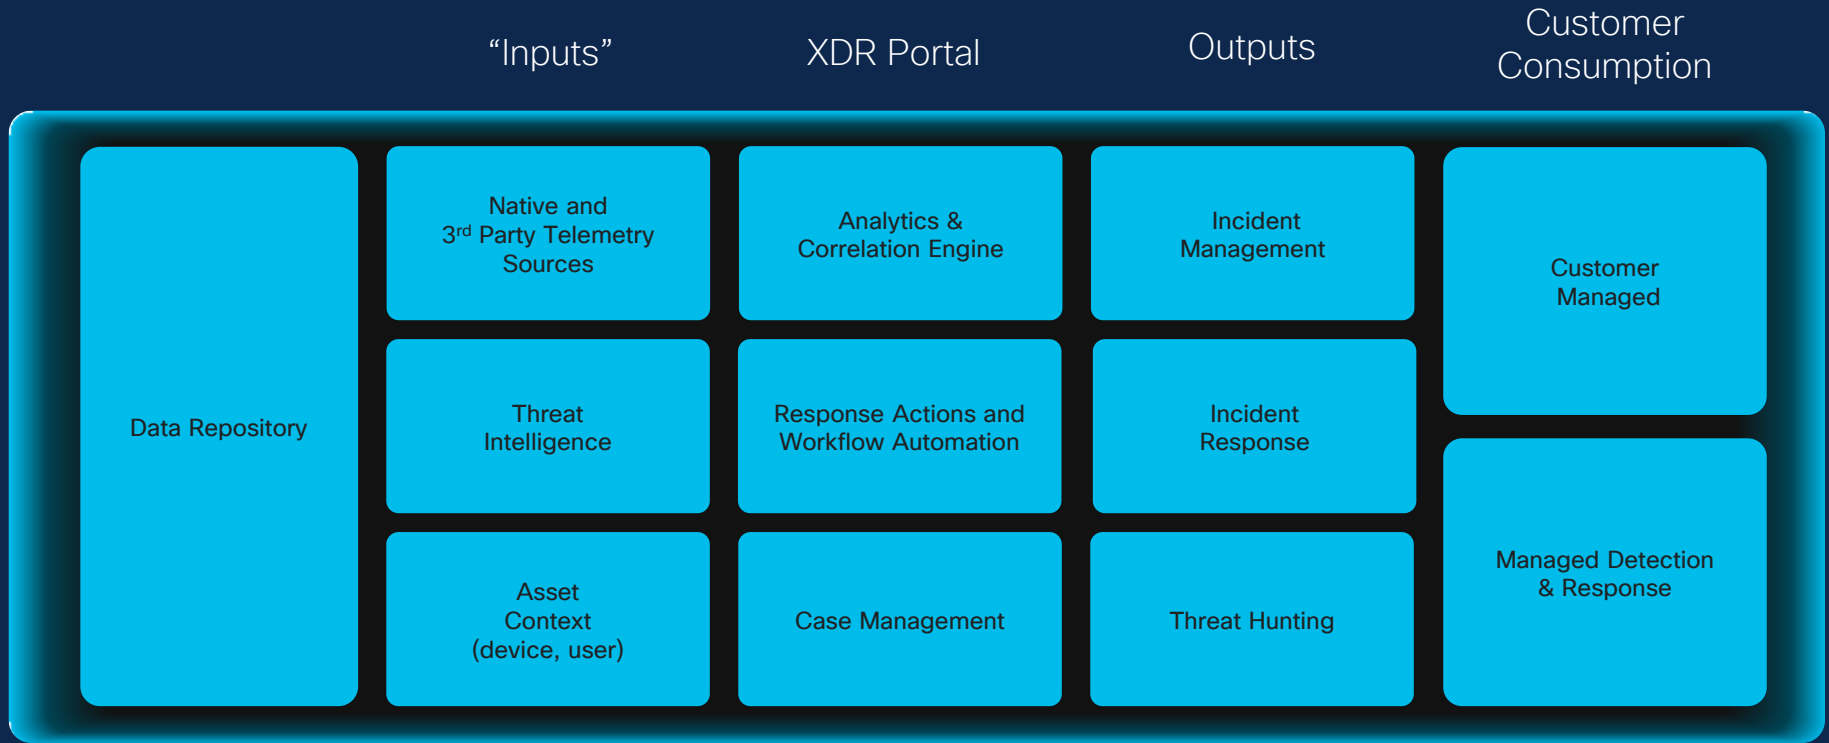 “Inputs”
XDR Portal
Outputs
Customer
Consumption
Data Repository
Native and
3rd Party Telemetry
Sources
Threat
Intelligence
Asset
Context
(device, user)
Analytics &
Correlation Engine
Response Actions and
Workflow Automation
Case Management
Incident
Management
Incident
Response
Threat Hunting
Customer
Managed
Managed Detection
& Response